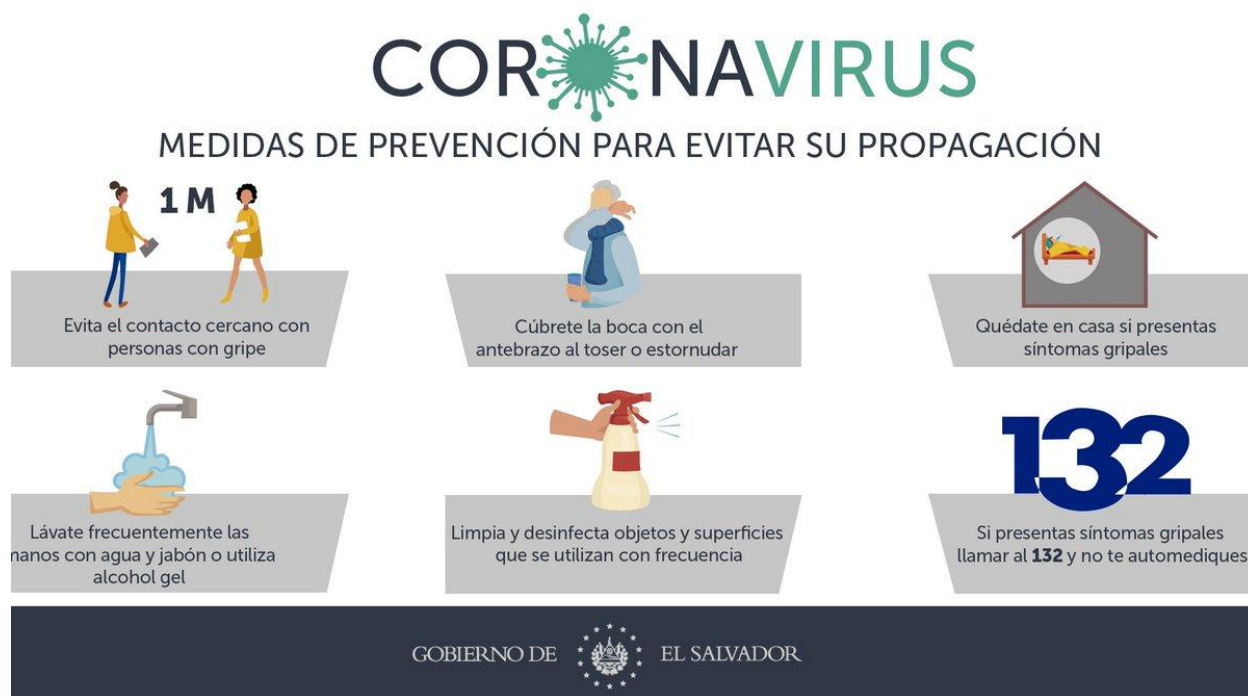 CORONAVIRUS
MEDIDAS DE PREVENCIÓN PARA EVITAR SU PROPAGACIÓN
1 M
Evita el contacto cercano con
personas con gripe
Cúbrete la boca con el
antebrazo al toser o estornudar
Quédate en casa si presentas
síntomas gripales
Lávate frecuentemente las
manos con agua y jabón o utiliza
alcohol gel
Limpia y desinfecta objetos y superficies
que se utilizan con frecuencia
132
Si presentas síntomas gripales
llamar al 132 y no te automediques
GOBIERNO DE EL SALVADOR